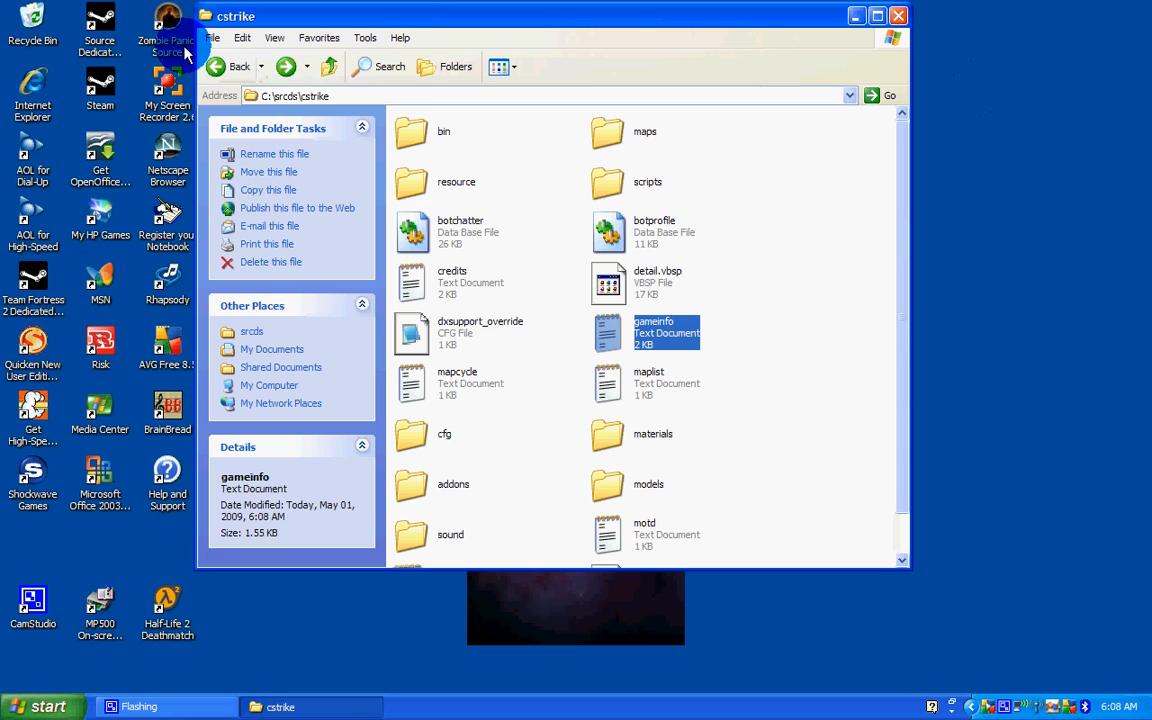 Recycle Bin
Source
Dedicat...
Zombie Panic
Source
Internet
Explorer
Steam
My Screen
Recorder 2.6
AOL for
Dial-Up
Get
OpenOffice...
Netscape
Browser
AOL for
High-Speed
My HP Games
Register you
Notebook
Team Fortress
2 Dedicated...
MSN
Rhapsody
Quicken New
User Editi...
Risk
AVG Free 8.5
Get
High-Spe...
Media Center
BrainBread
Shockwave
Games
Microsoft
Office 2003...
Help and
Support
CamStudio
MP500
On-scre...
Half-Life 2
Deathmatch
cstrike
File Edit View Favorites Tools Help
Back Search Folders
Address C:\srcds\cstrike Go
File and Folder Tasks
Rename this file
Move this file
Copy this file
Publish this file to the Web
E-mail this file
Print this file
Delete this file
Other Places
srcds
My Documents
Shared Documents
My Computer
My Network Places
Details
gameinfo
Text Document
Date Modified: Today, May 01,
2009, 6:08 AM
Size: 1.55 KB
bin
maps
resource
scripts
botchatter
Data Base File
26 KB
botprofile
Data Base File
11 KB
credits
Text Document
2 KB
detail.vbsp
VBSP File
17 KB
dxsupport_override
CFG File
1 KB
gameinfo
Text Document
2 KB
mapcycle
Text Document
1 KB
maplist
Text Document
1 KB
cfg
materials
addons
models
sound
motd
Text Document
1 KB
start Flashing cstrike 6:08 AM